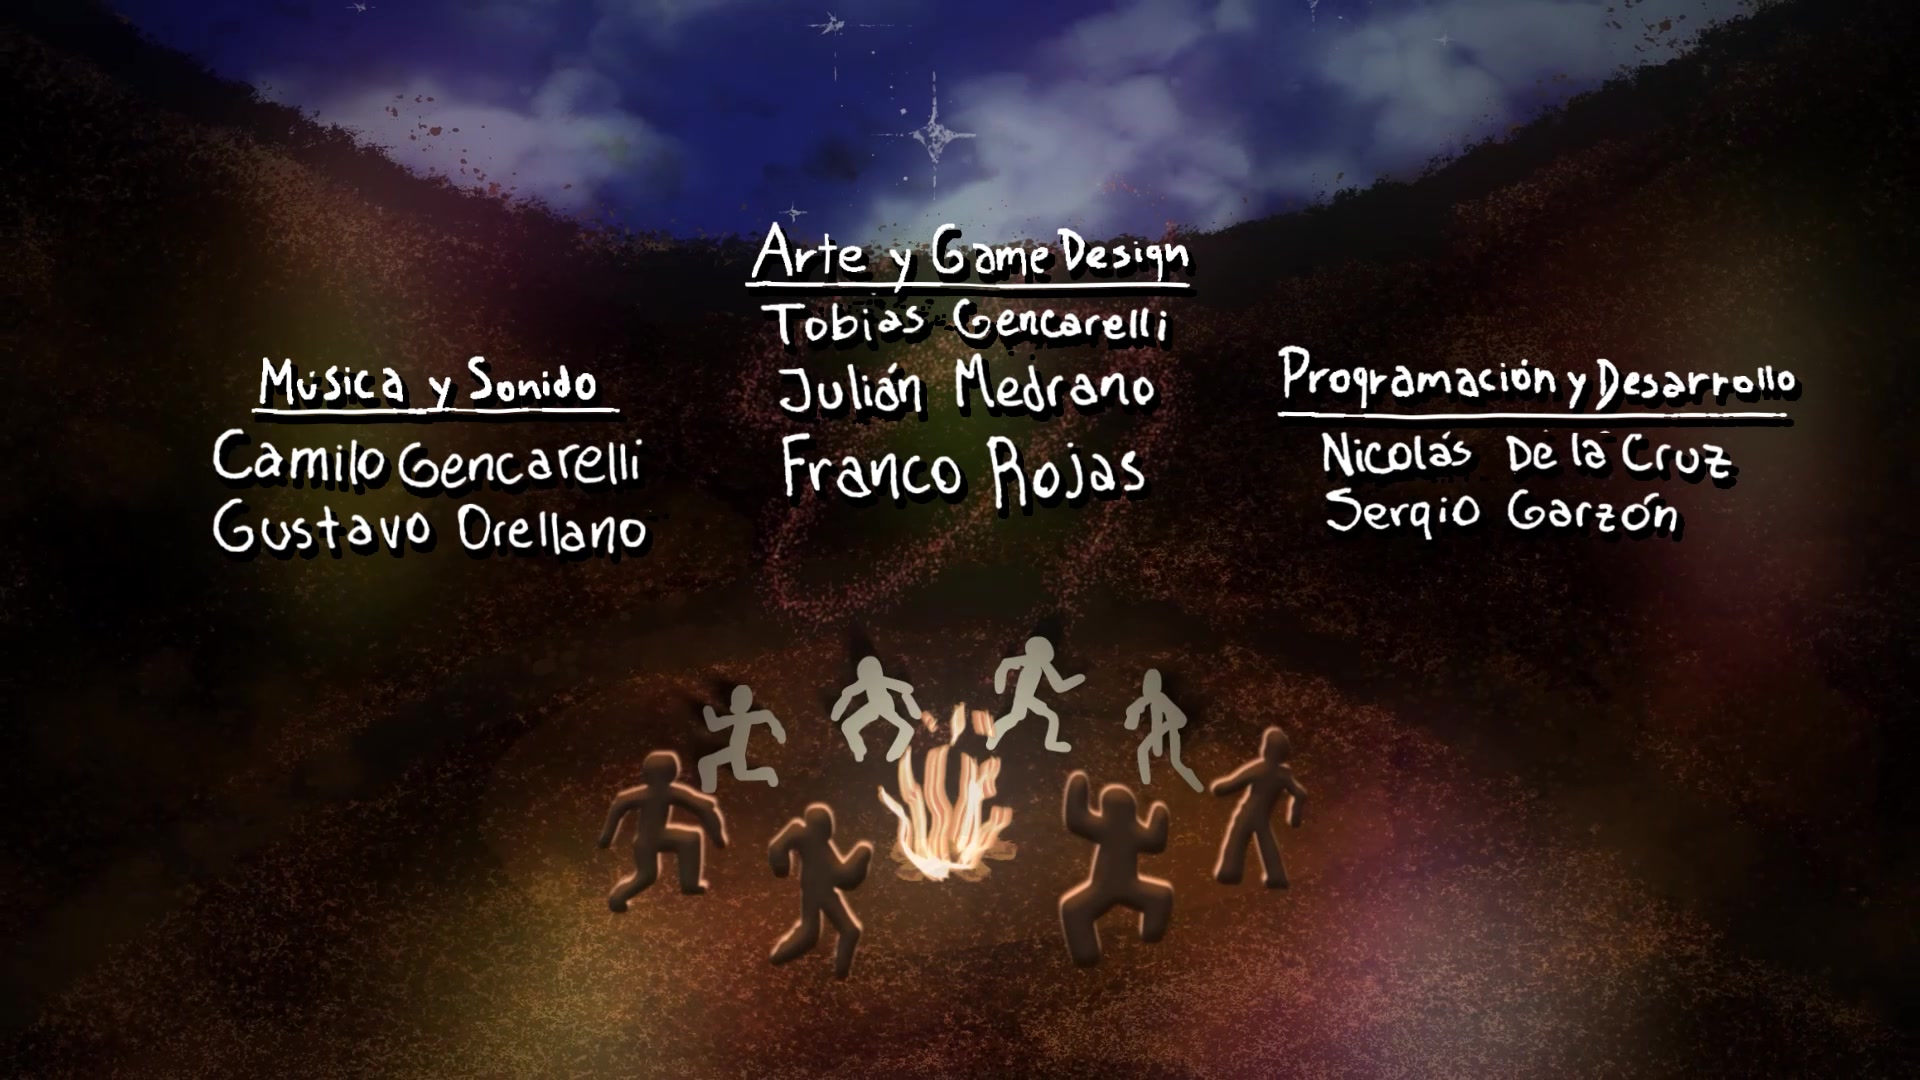 Música y Sonido
Camilo Gencarelli
Gustavo Orellano
Arte y Game Design
Tobias Gencarelli
Julián Medrano
Franco Rojas
Programación y Desarrollo
Nicolás De la Cruz
Sergio Garzón